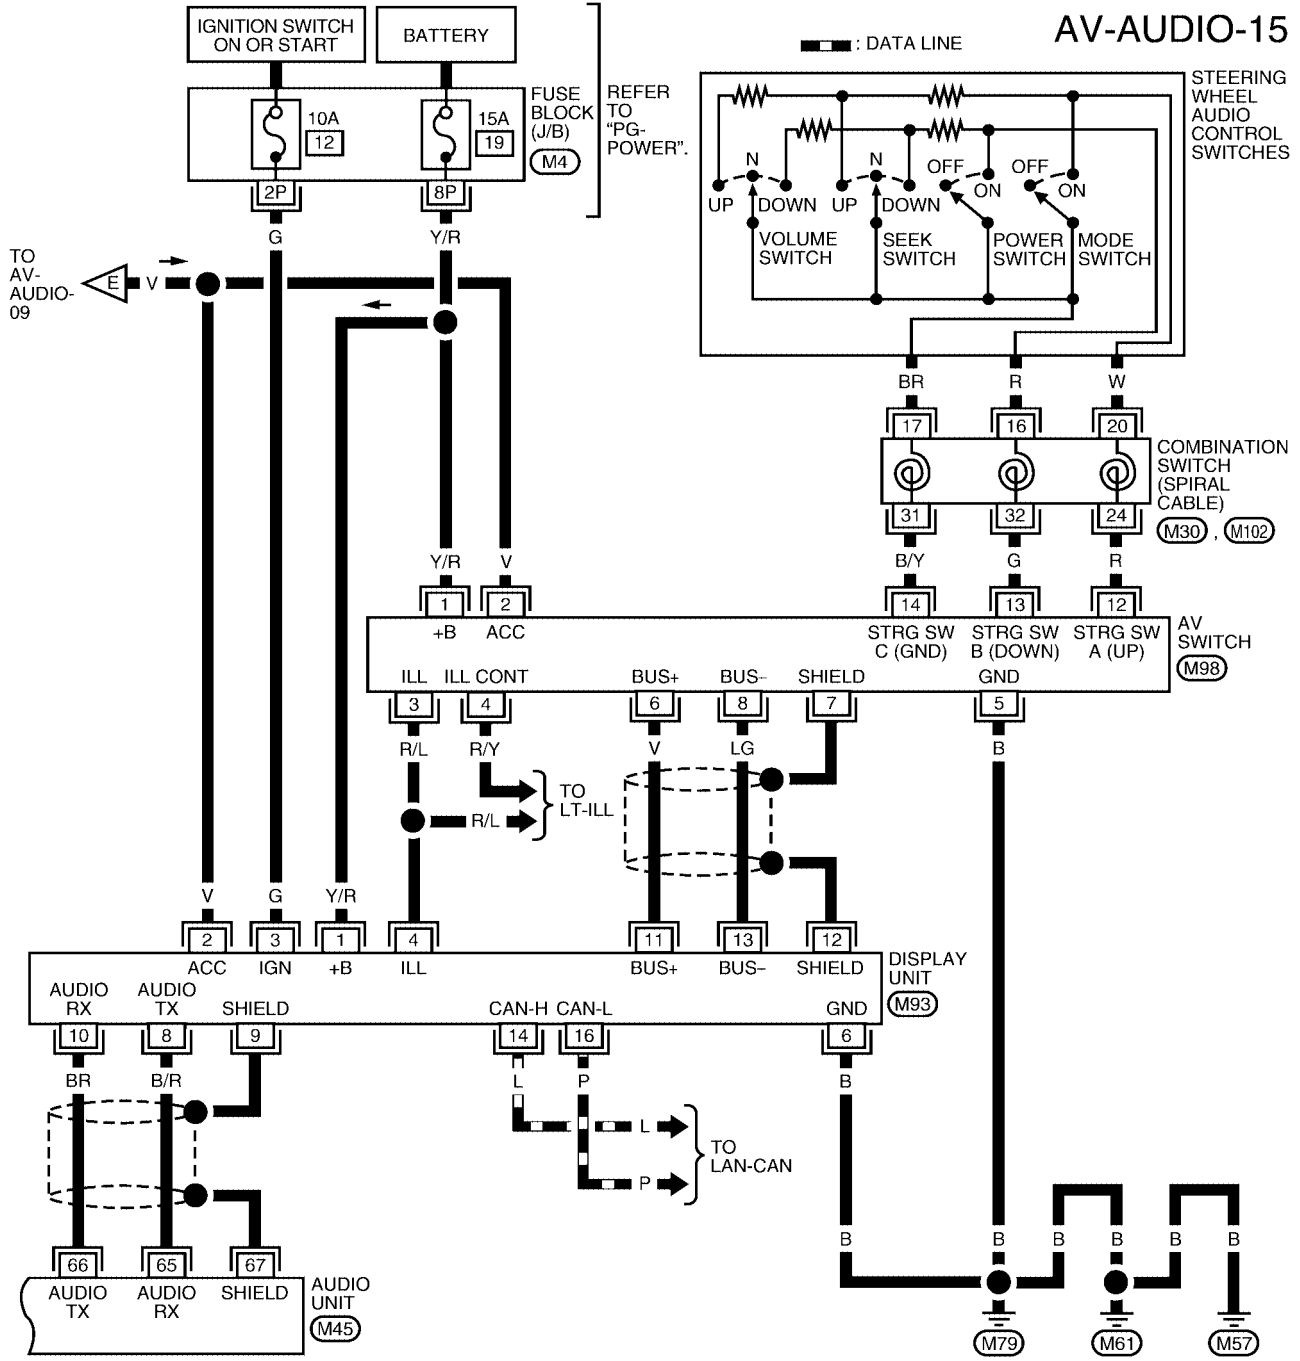 AV-AUDIO-15
IGNITION SWITCH
ON OR START
BATTERY
: DATA LINE
10A
12
15A
19
FUSE
BLOCK
(J/B)
M4
REFER
TO
"PG-
POWER".
2P
8P
G
Y/R
STEERING
WHEEL
AUDIO
CONTROL
SWITCHES
N
N
OFF
OFF
ON
ON
UP
DOWN
UP
DOWN
VOLUME
SWITCH
SEEK
SWITCH
POWER
SWITCH
MODE
SWITCH
TO
AV-
AUDIO-
09
E
V
BR
R
W
17
16
20
COMBINATION
SWITCH
(SPIRAL
CABLE)
M30 , M102
31
32
24
B/Y
G
R
Y/R
V
1
2
14
13
12
+B
ACC
STRG SW
C (GND)
STRG SW
B (DOWN)
STRG SW
A (UP)
AV
SWITCH
M98
ILL
ILL CONT
BUS+
BUS–
SHIELD
GND
3
4
6
8
7
5
R/L
R/Y
V
LG
B
TO
LT-ILL
R/L
V
G
Y/R
2
3
1
4
11
13
12
ACC
IGN
+B
ILL
BUS+
BUS–
SHIELD
DISPLAY
UNIT
M93
AUDIO
RX
AUDIO
TX
SHIELD
CAN-H
CAN-L
GND
10
8
9
14
16
6
BR
B/R
L
P
B
L
P
TO
LAN-CAN
B
B
B
B
B
B
66
65
67
AUDIO
TX
AUDIO
RX
SHIELD
AUDIO
UNIT
M45
M79
M61
M57